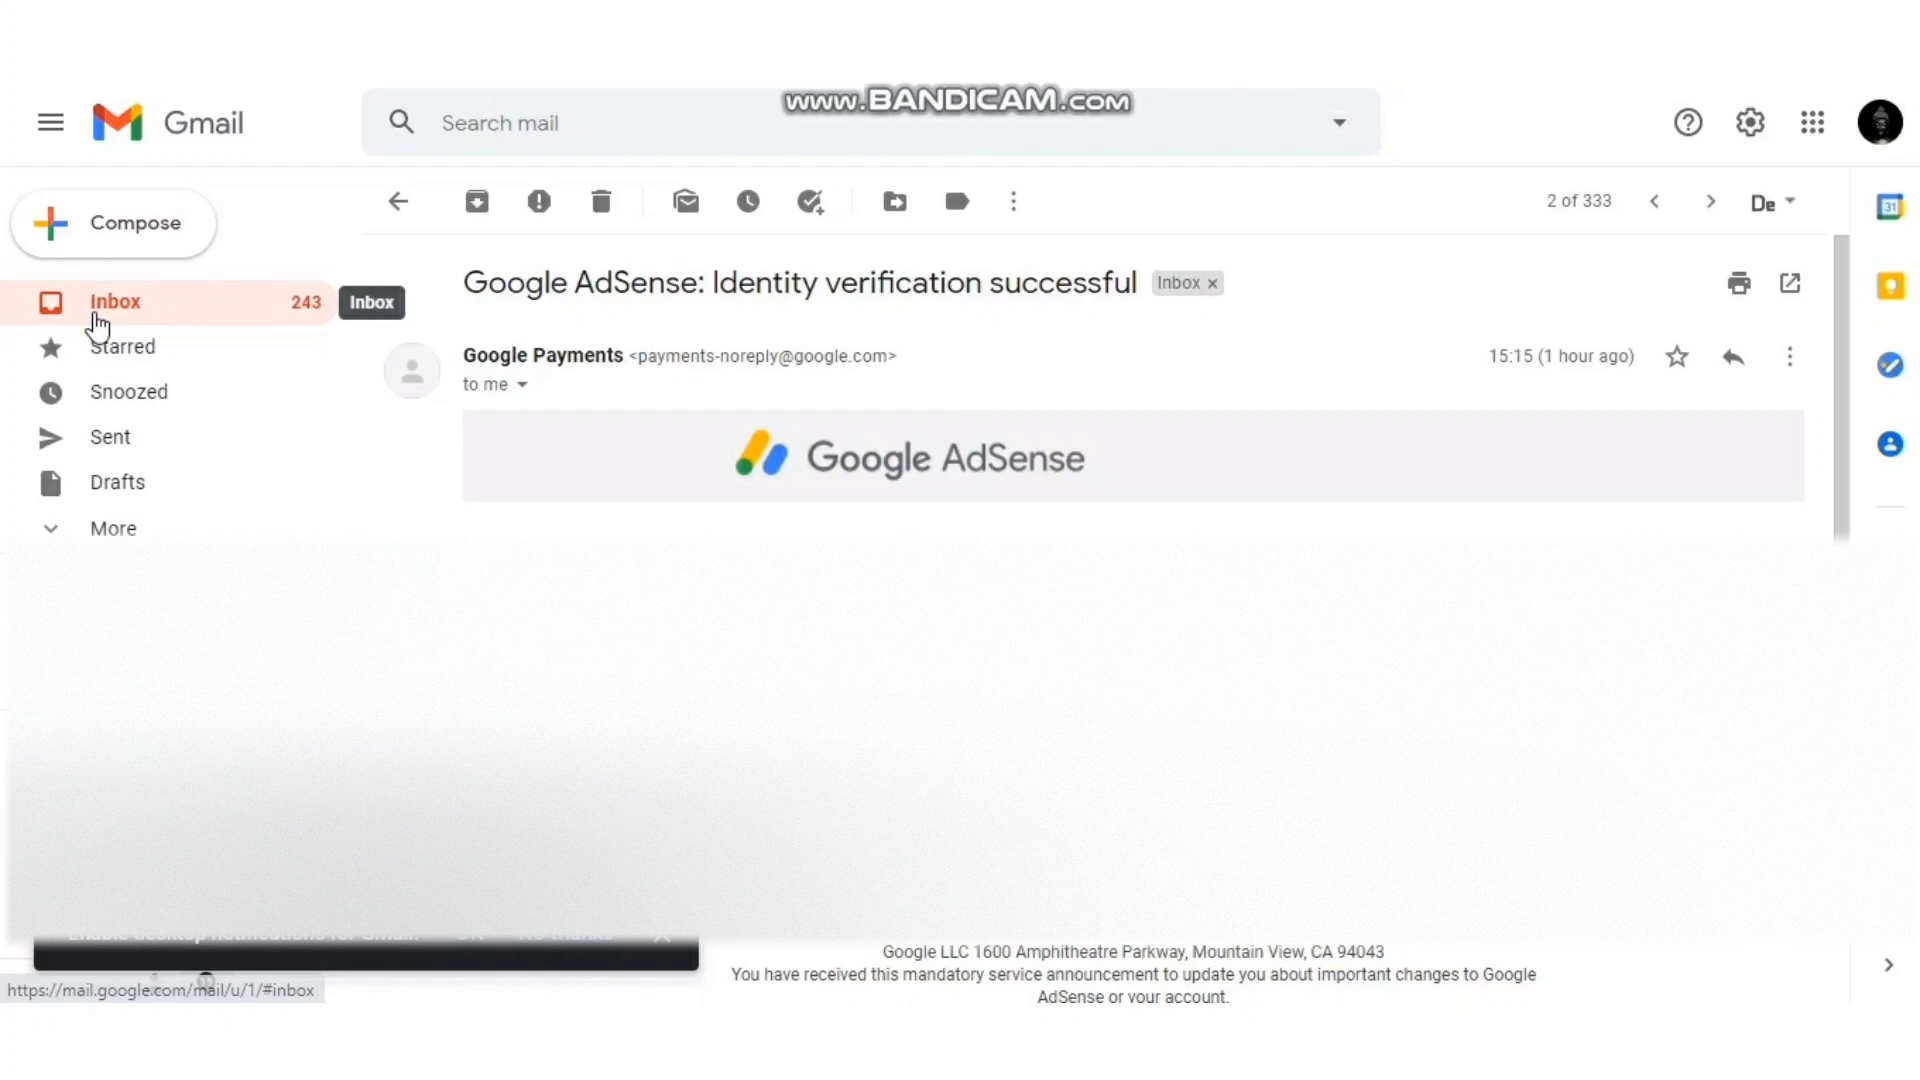 www.BANDICAM.com
Gmail
Search mail
Compose
2 of 333
De
Inbox 243
Inbox
Google AdSense: Identity verification successful
Inbox ×
Starred
Google Payments <payments-noreply@google.com>
15:15 (1 hour ago)
to me
Snoozed
Sent
Google AdSense
Drafts
More
Google LLC 1600 Amphitheatre Parkway, Mountain View, CA 94043
You have received this mandatory service announcement to update you about important changes to Google
AdSense or your account.
https://mail.google.com/mail/u/1/#inbox
31